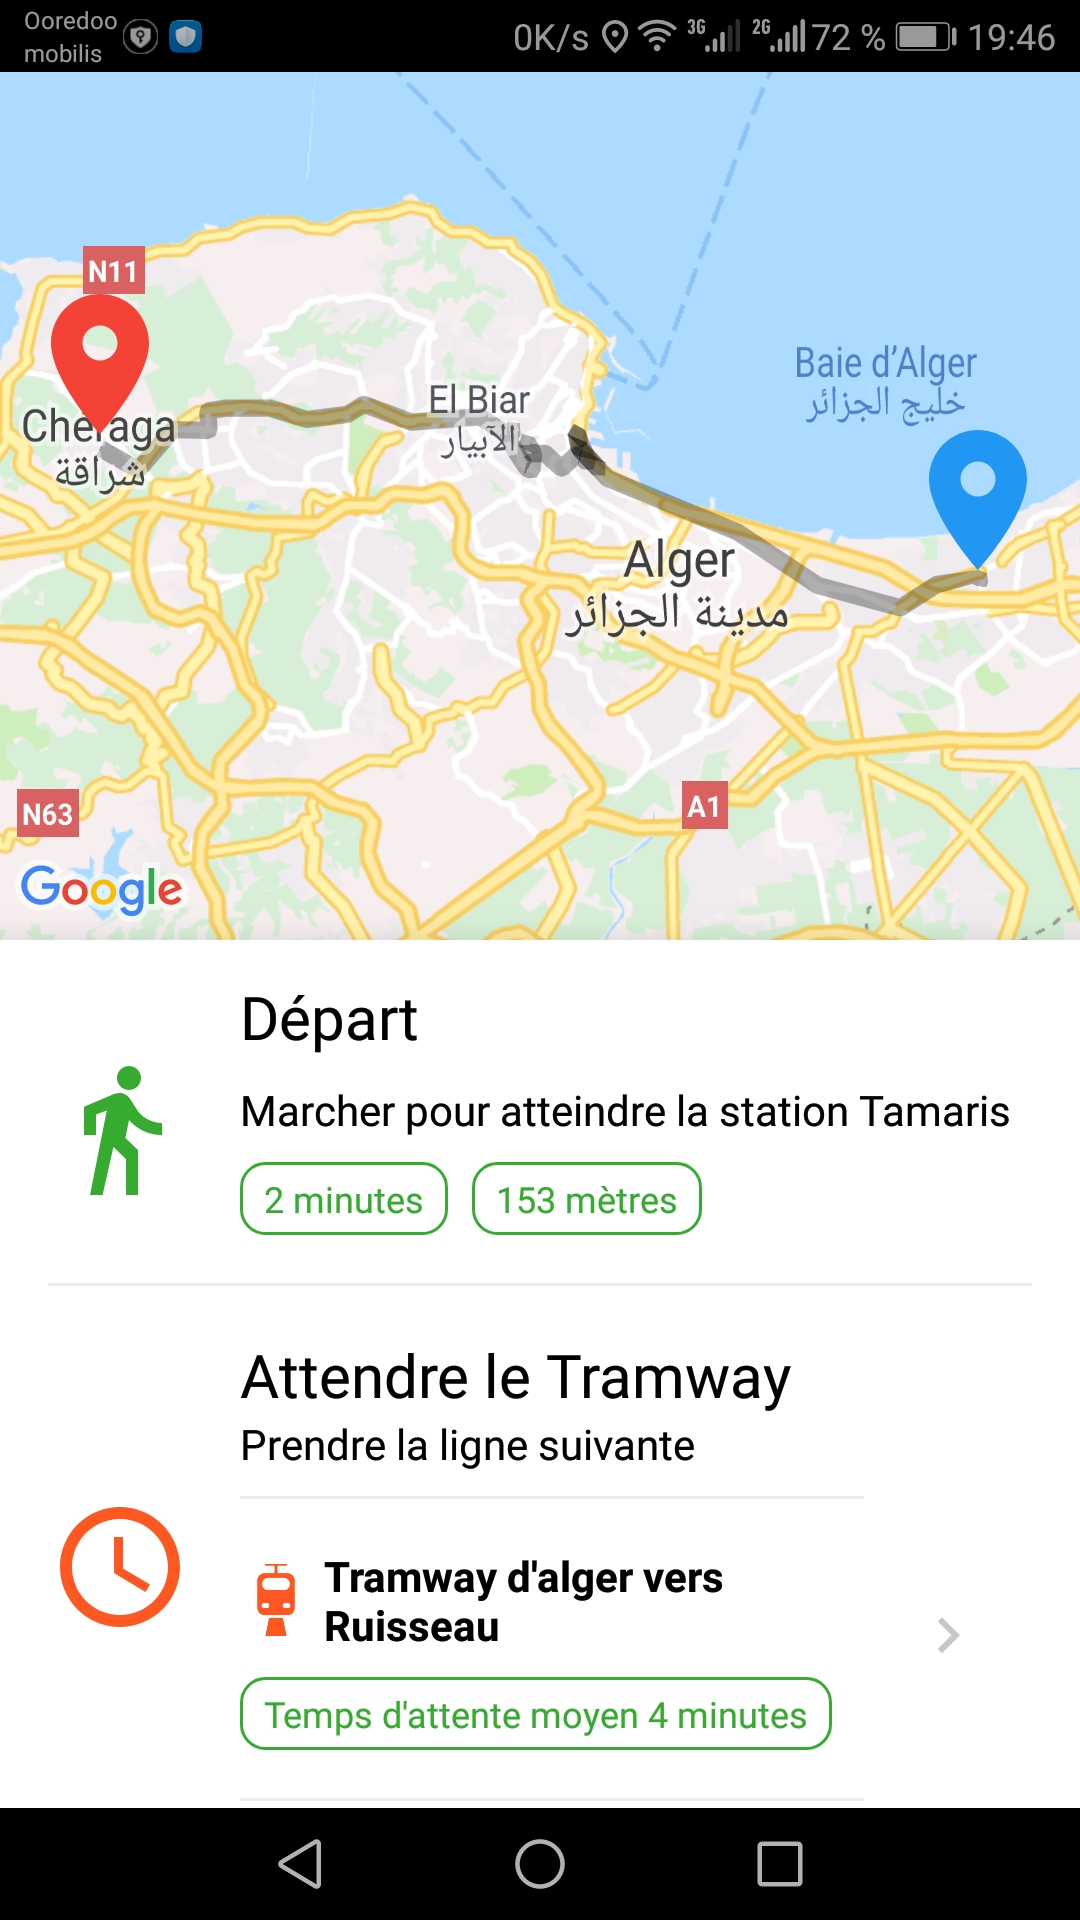 Ooredoo
mobilis
0K/s 3G 2G 72 % 19:46
N11
Baie d'Alger
خليج الجزائر
El Biar
الآبيار
Cheraga
شراقة
Alger
مدينة الجزائر
A1
N63
Google
Départ
Marcher pour atteindre la station Tamaris
2 minutes 153 mètres
Attendre le Tramway
Prendre la ligne suivante
Tramway d'alger vers
Ruisseau
Temps d'attente moyen 4 minutes